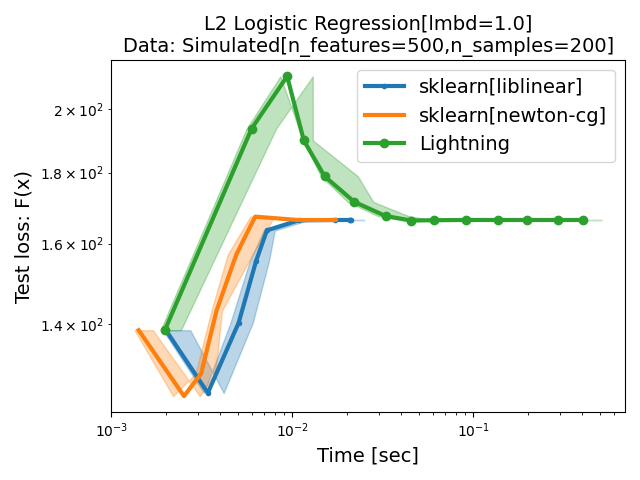 L2 Logistic Regression[lmbd=1.0]
Data: Simulated[n_features=500,n_samples=200]
sklearn[liblinear]
sklearn[newton-cg]
Lightning
Test loss: F(x)
2 × 10²
1.8 × 10²
1.6 × 10²
1.4 × 10²
10⁻³
10⁻²
10⁻¹
Time [sec]